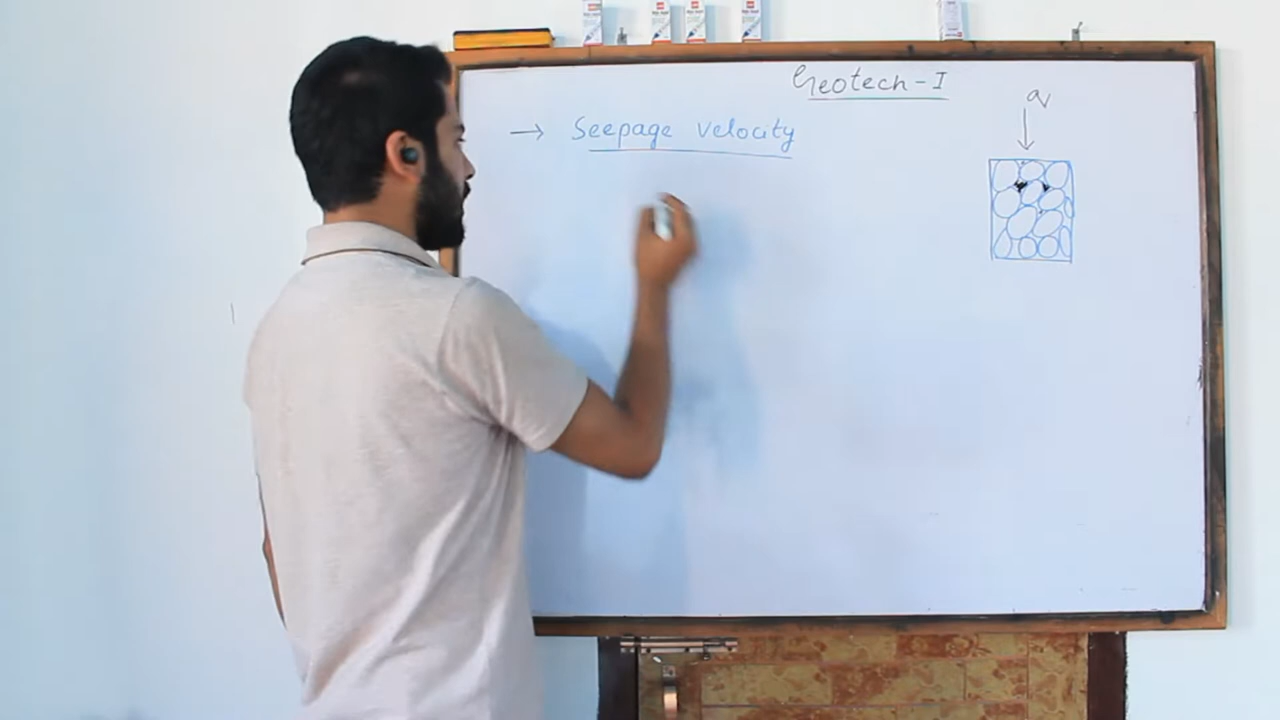 Geotech-I
→ Seepage velocity
q